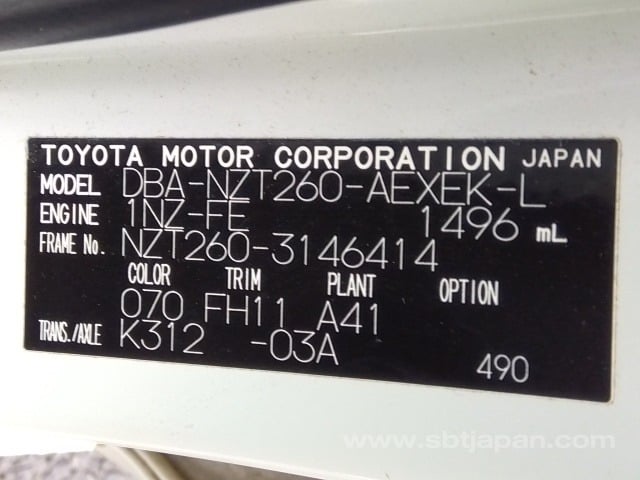 TOYOTA MOTOR CORPORATION JAPAN
MODEL DBA-NZT260-AEXEK-L
ENGINE 1NZ-FE 1496 mL
FRAME No. NZT260-3146414
COLOR TRIM PLANT OPTION
070 FH11 A41
TRANS./AXLE K312 -03A
490
www.sbtjapan.com